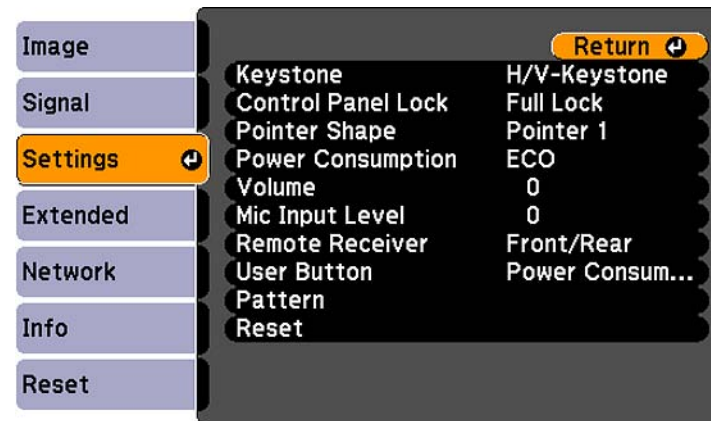 Image
Signal
Settings
Extended
Network
Info
Reset
Return
Keystone H/V-Keystone
Control Panel Lock Full Lock
Pointer Shape Pointer 1
Power Consumption ECO
Volume 0
Mic Input Level 0
Remote Receiver Front/Rear
User Button Power Consum...
Pattern
Reset